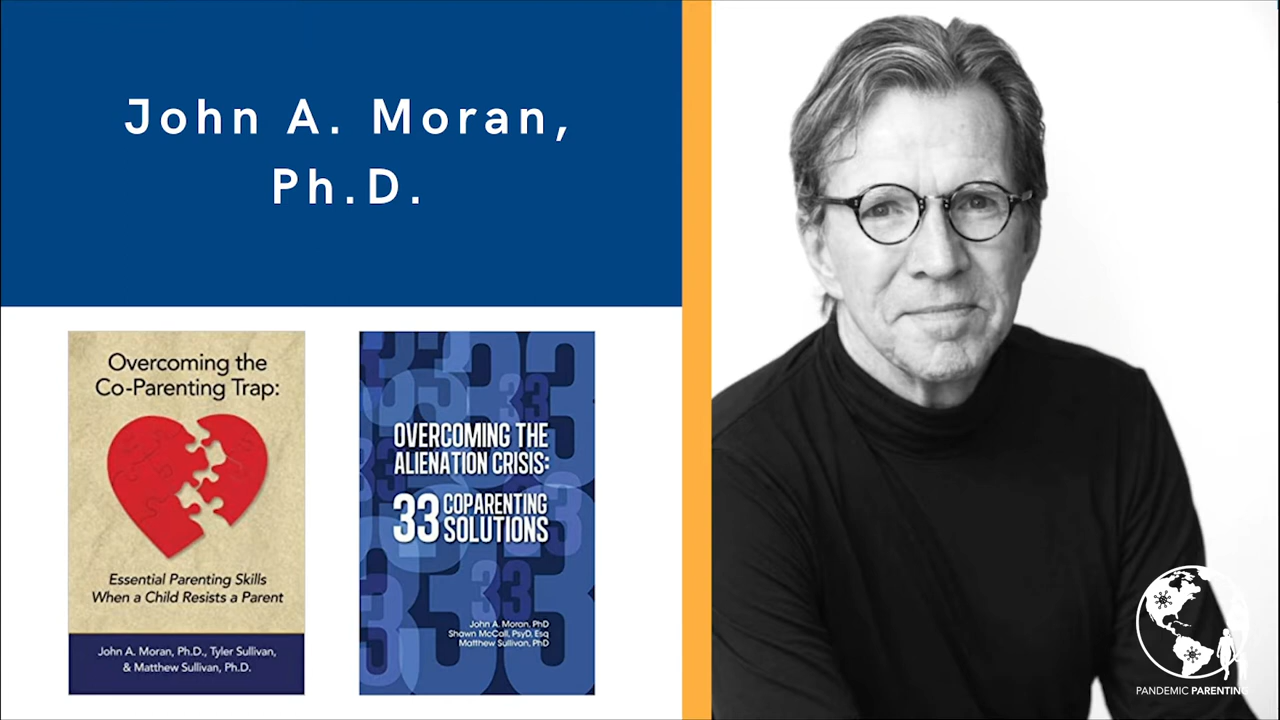 John A. Moran,
Ph.D.
Overcoming the
Co-Parenting Trap:
Essential Parenting Skills
When a Child Resists a Parent
John A. Moran, Ph.D., Tyler Sullivan,
& Matthew Sullivan, Ph.D.
OVERCOMING THE
ALIENATION CRISIS:
33 COPARENTING
SOLUTIONS
John A. Moran, PhD
Shawn McCall, PsyD, Esq
Matthew Sullivan, PhD
PANDEMIC PARENTING